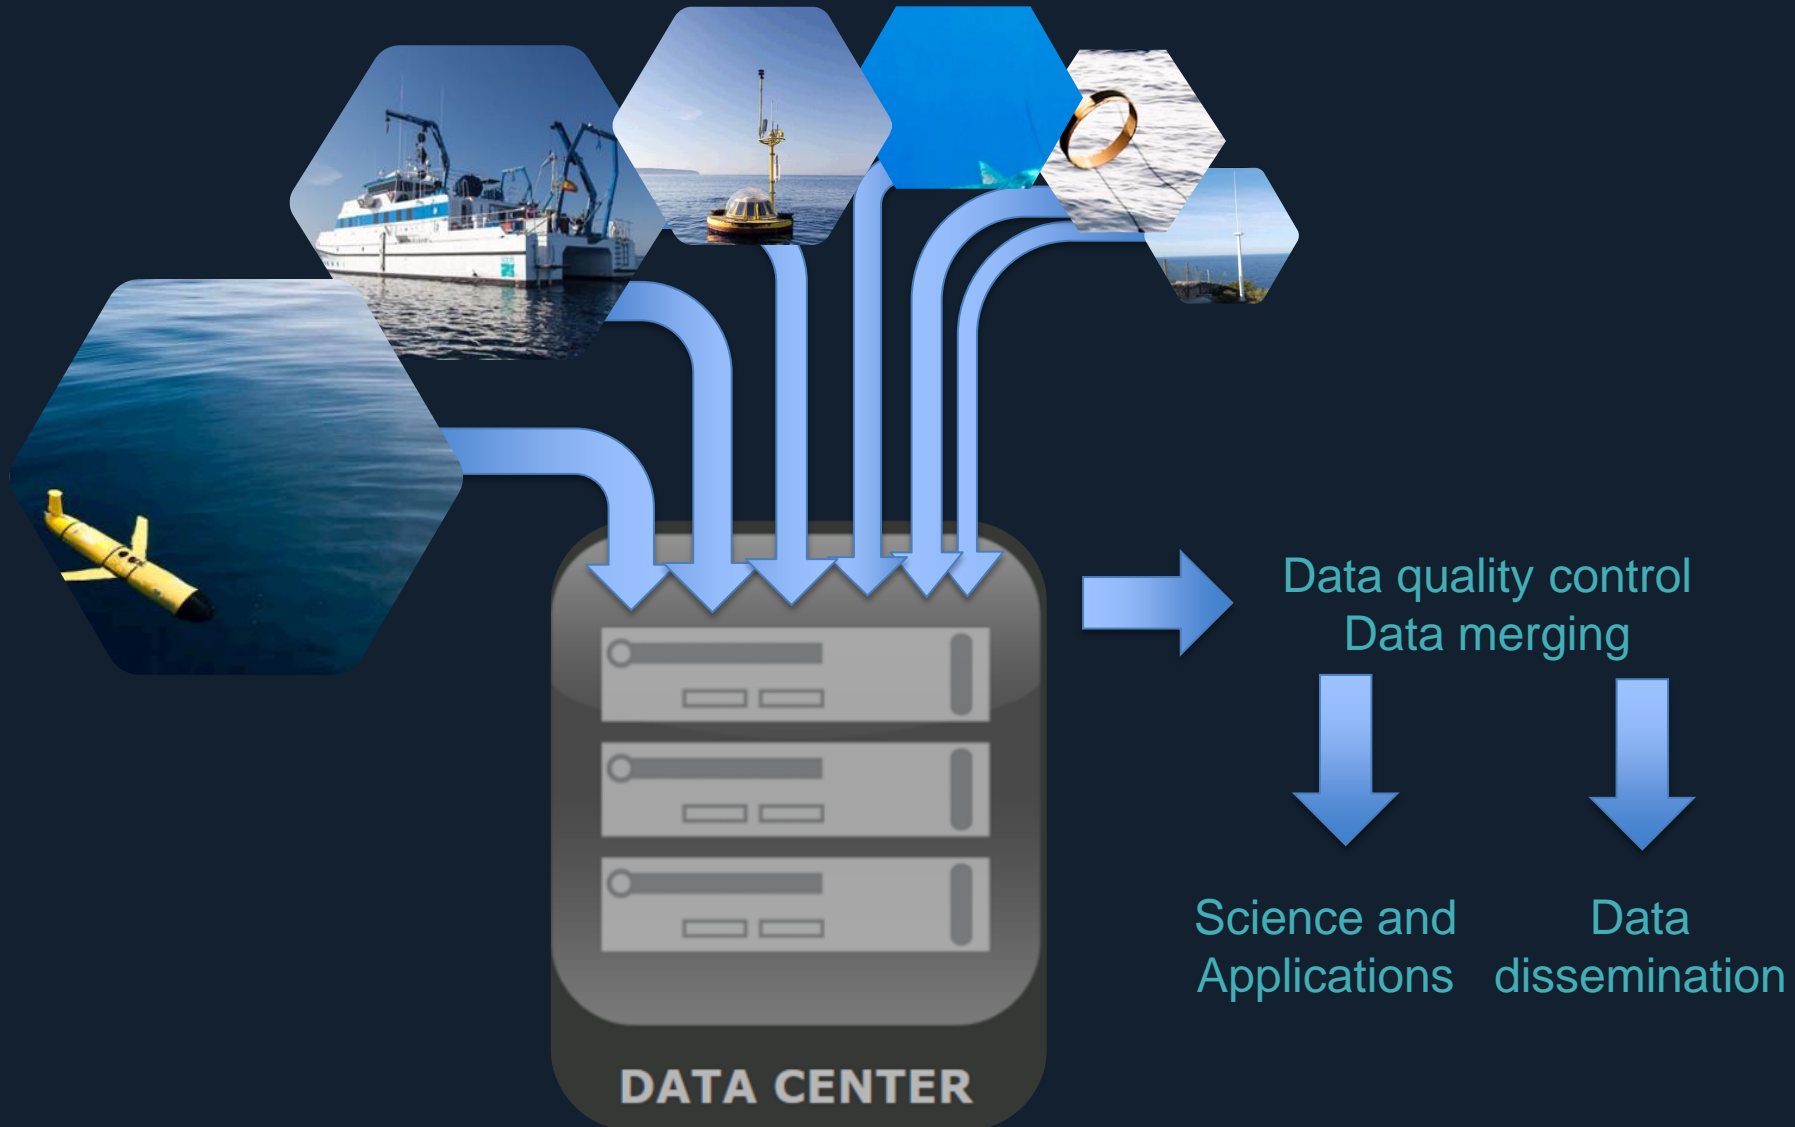 Data quality control
Data merging
Science and
Applications
Data
dissemination
DATA CENTER